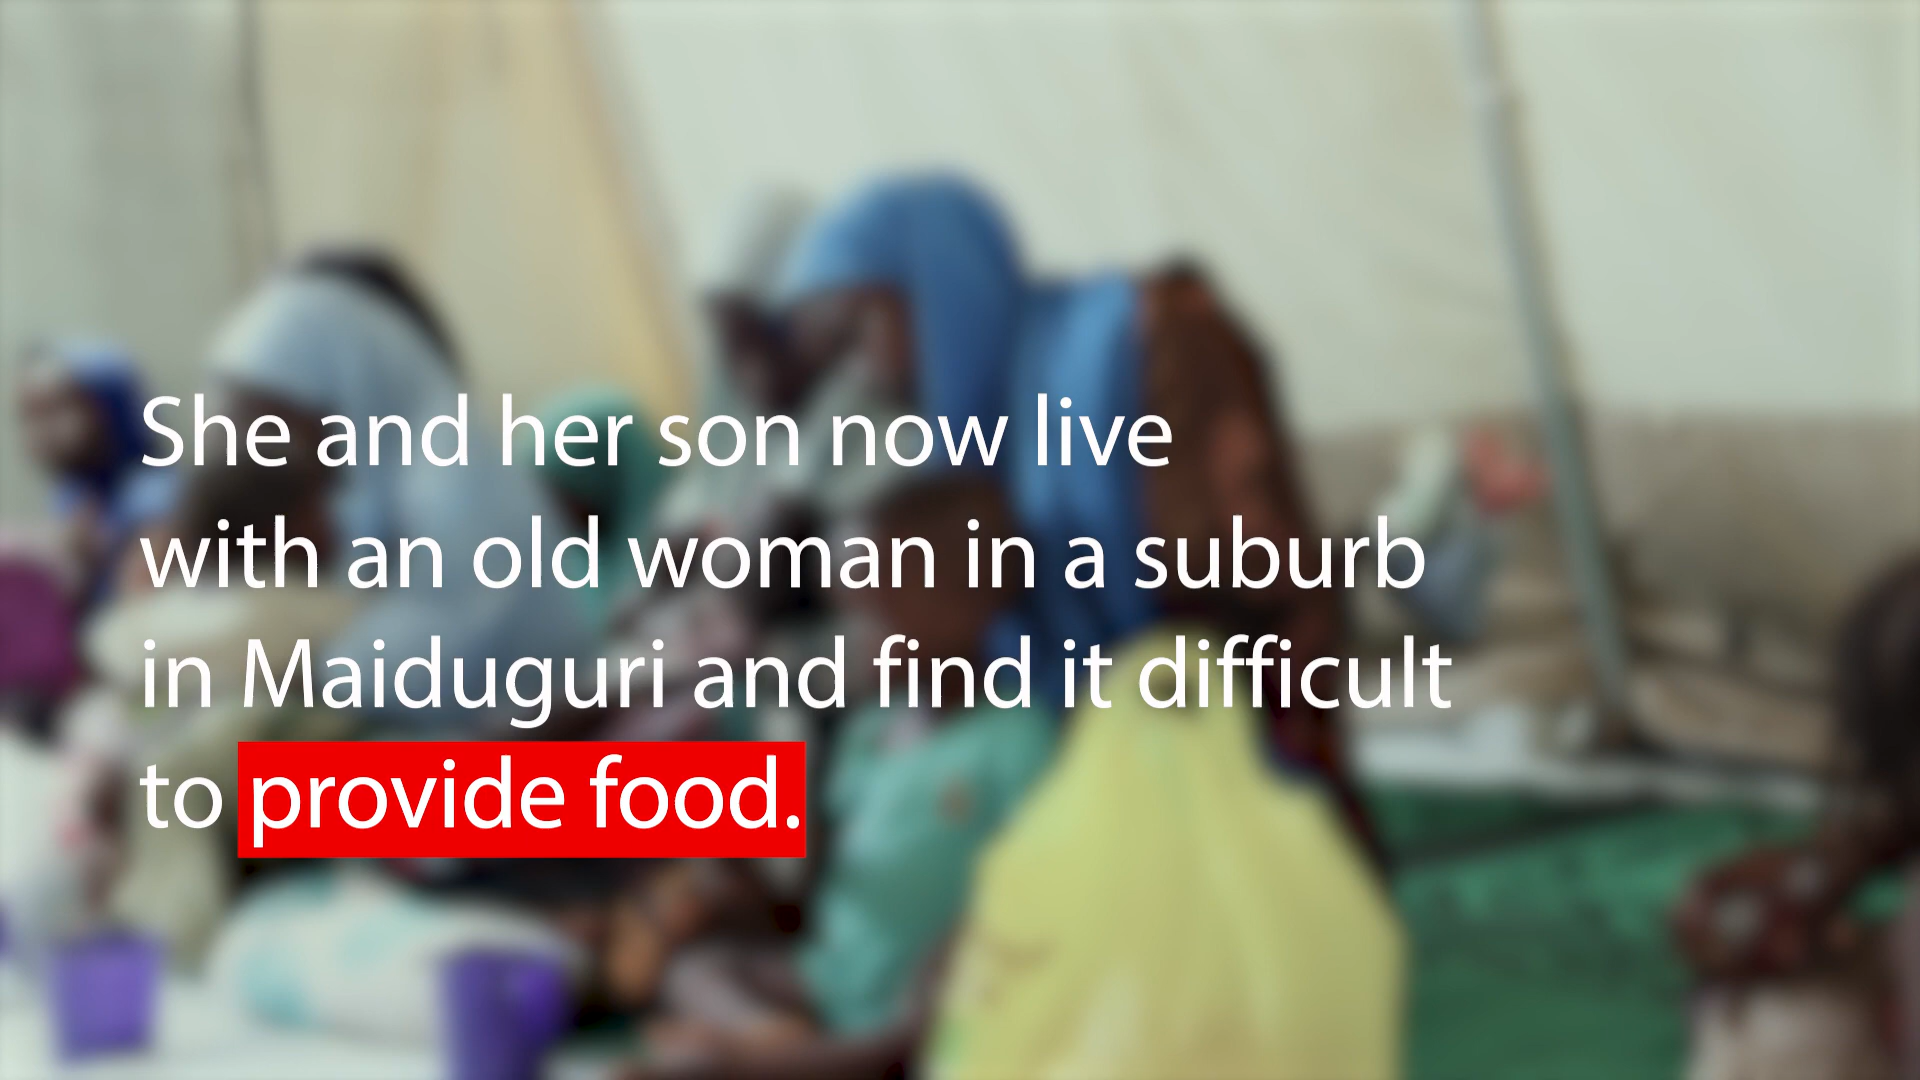 She and her son now live
with an old woman in a suburb
in Maiduguri and find it difficult
to provide food.